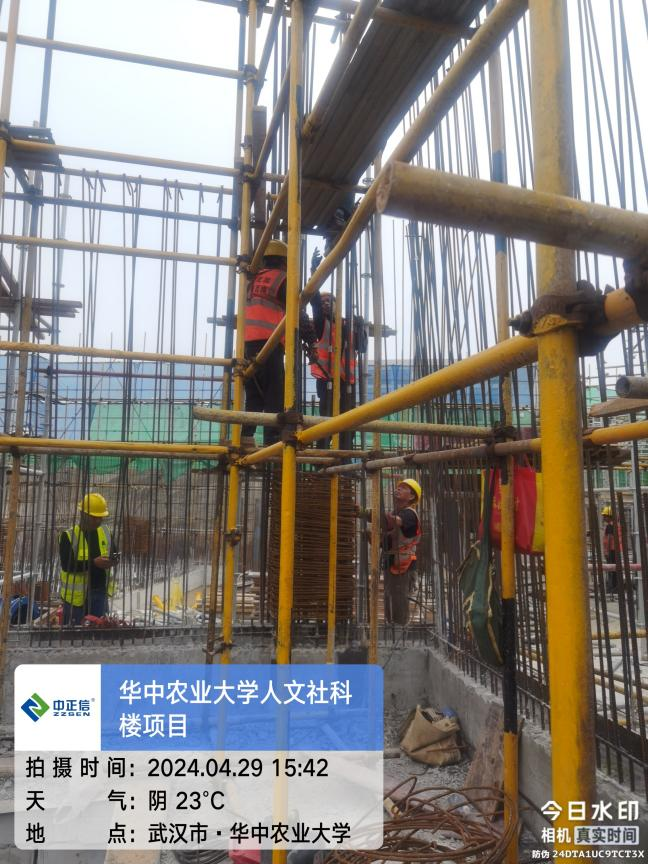 中正信®
ZZSEN
华中农业大学人文社科
楼项目
拍摄时间：2024.04.29 15:42
天气：阴 23℃
地点：武汉市·华中农业大学
今日水印
相机 真实时间
防伪 24DTA1UC9TCT3X